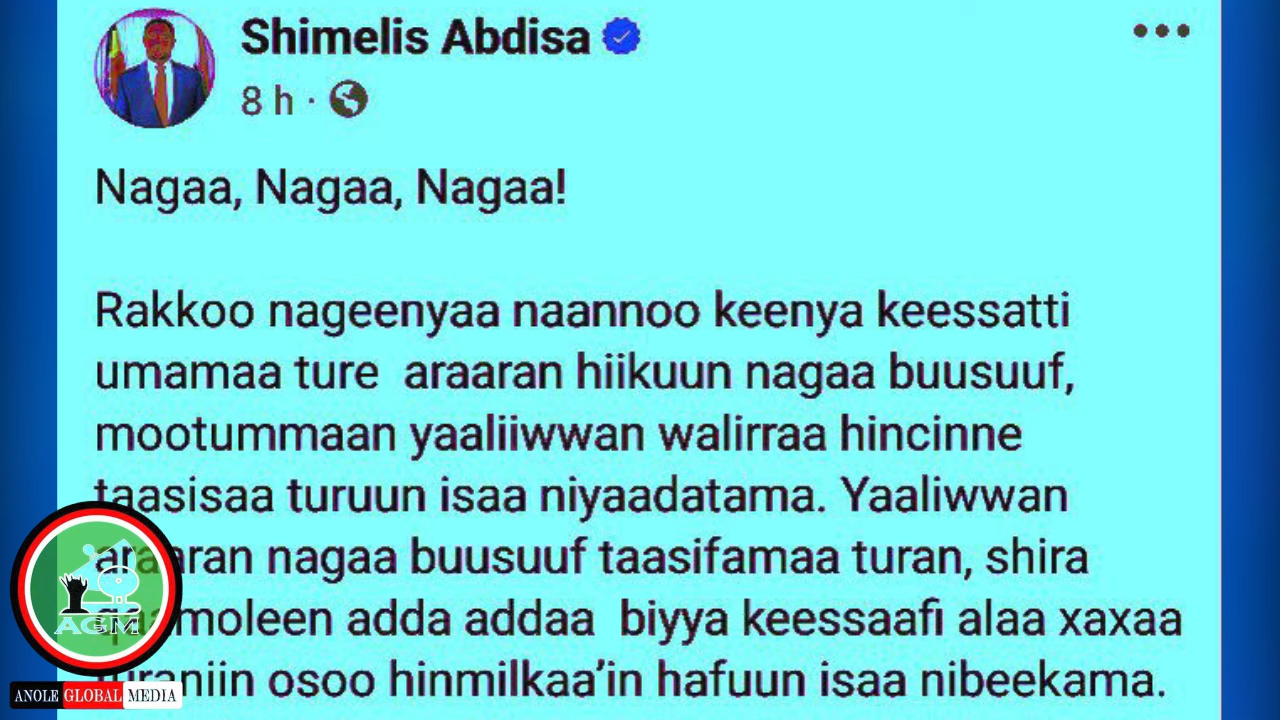 Shimelis Abdisa
8 h ·
Nagaa, Nagaa, Nagaa!
Rakkoo nageenyaa naannoo keenya keessatti
umamaa ture araaran hiikuun nagaa buusuuf,
mootummaan yaaliiwwan walirraa hincinne
taasisaa turuun isaa niyaadatama. Yaaliwwan
araaran nagaa buusuuf taasifamaa turan, shira
adda addaa biyya keessaafi alaa xaxaa
osoo hinmilkaa’in hafuun isaa nibeekama.
AGM
ANOLE GLOBAL MEDIA